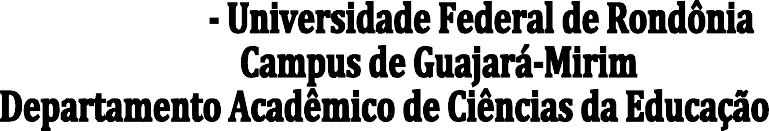 - Universidade Federal de Rondônia
Campus de Guajará-Mirim
Departamento Acadêmico de Ciências da Educação